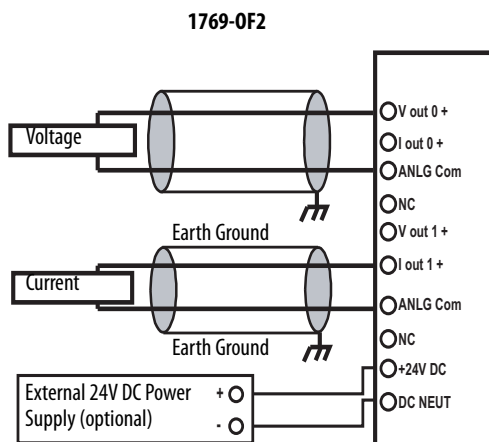 1769-OF2
Voltage
V out 0 +
I out 0 +
ANLG Com
NC
Earth Ground
V out 1 +
Current
I out 1 +
ANLG Com
NC
Earth Ground
+24V DC
DC NEUT
External 24V DC Power +
Supply (optional) -